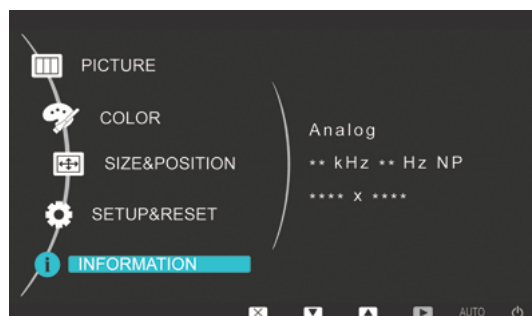 PICTURE
COLOR
SIZE&POSITION
SETUP&RESET
INFORMATION
Analog
** kHz ** Hz NP
**** x ****
AUTO